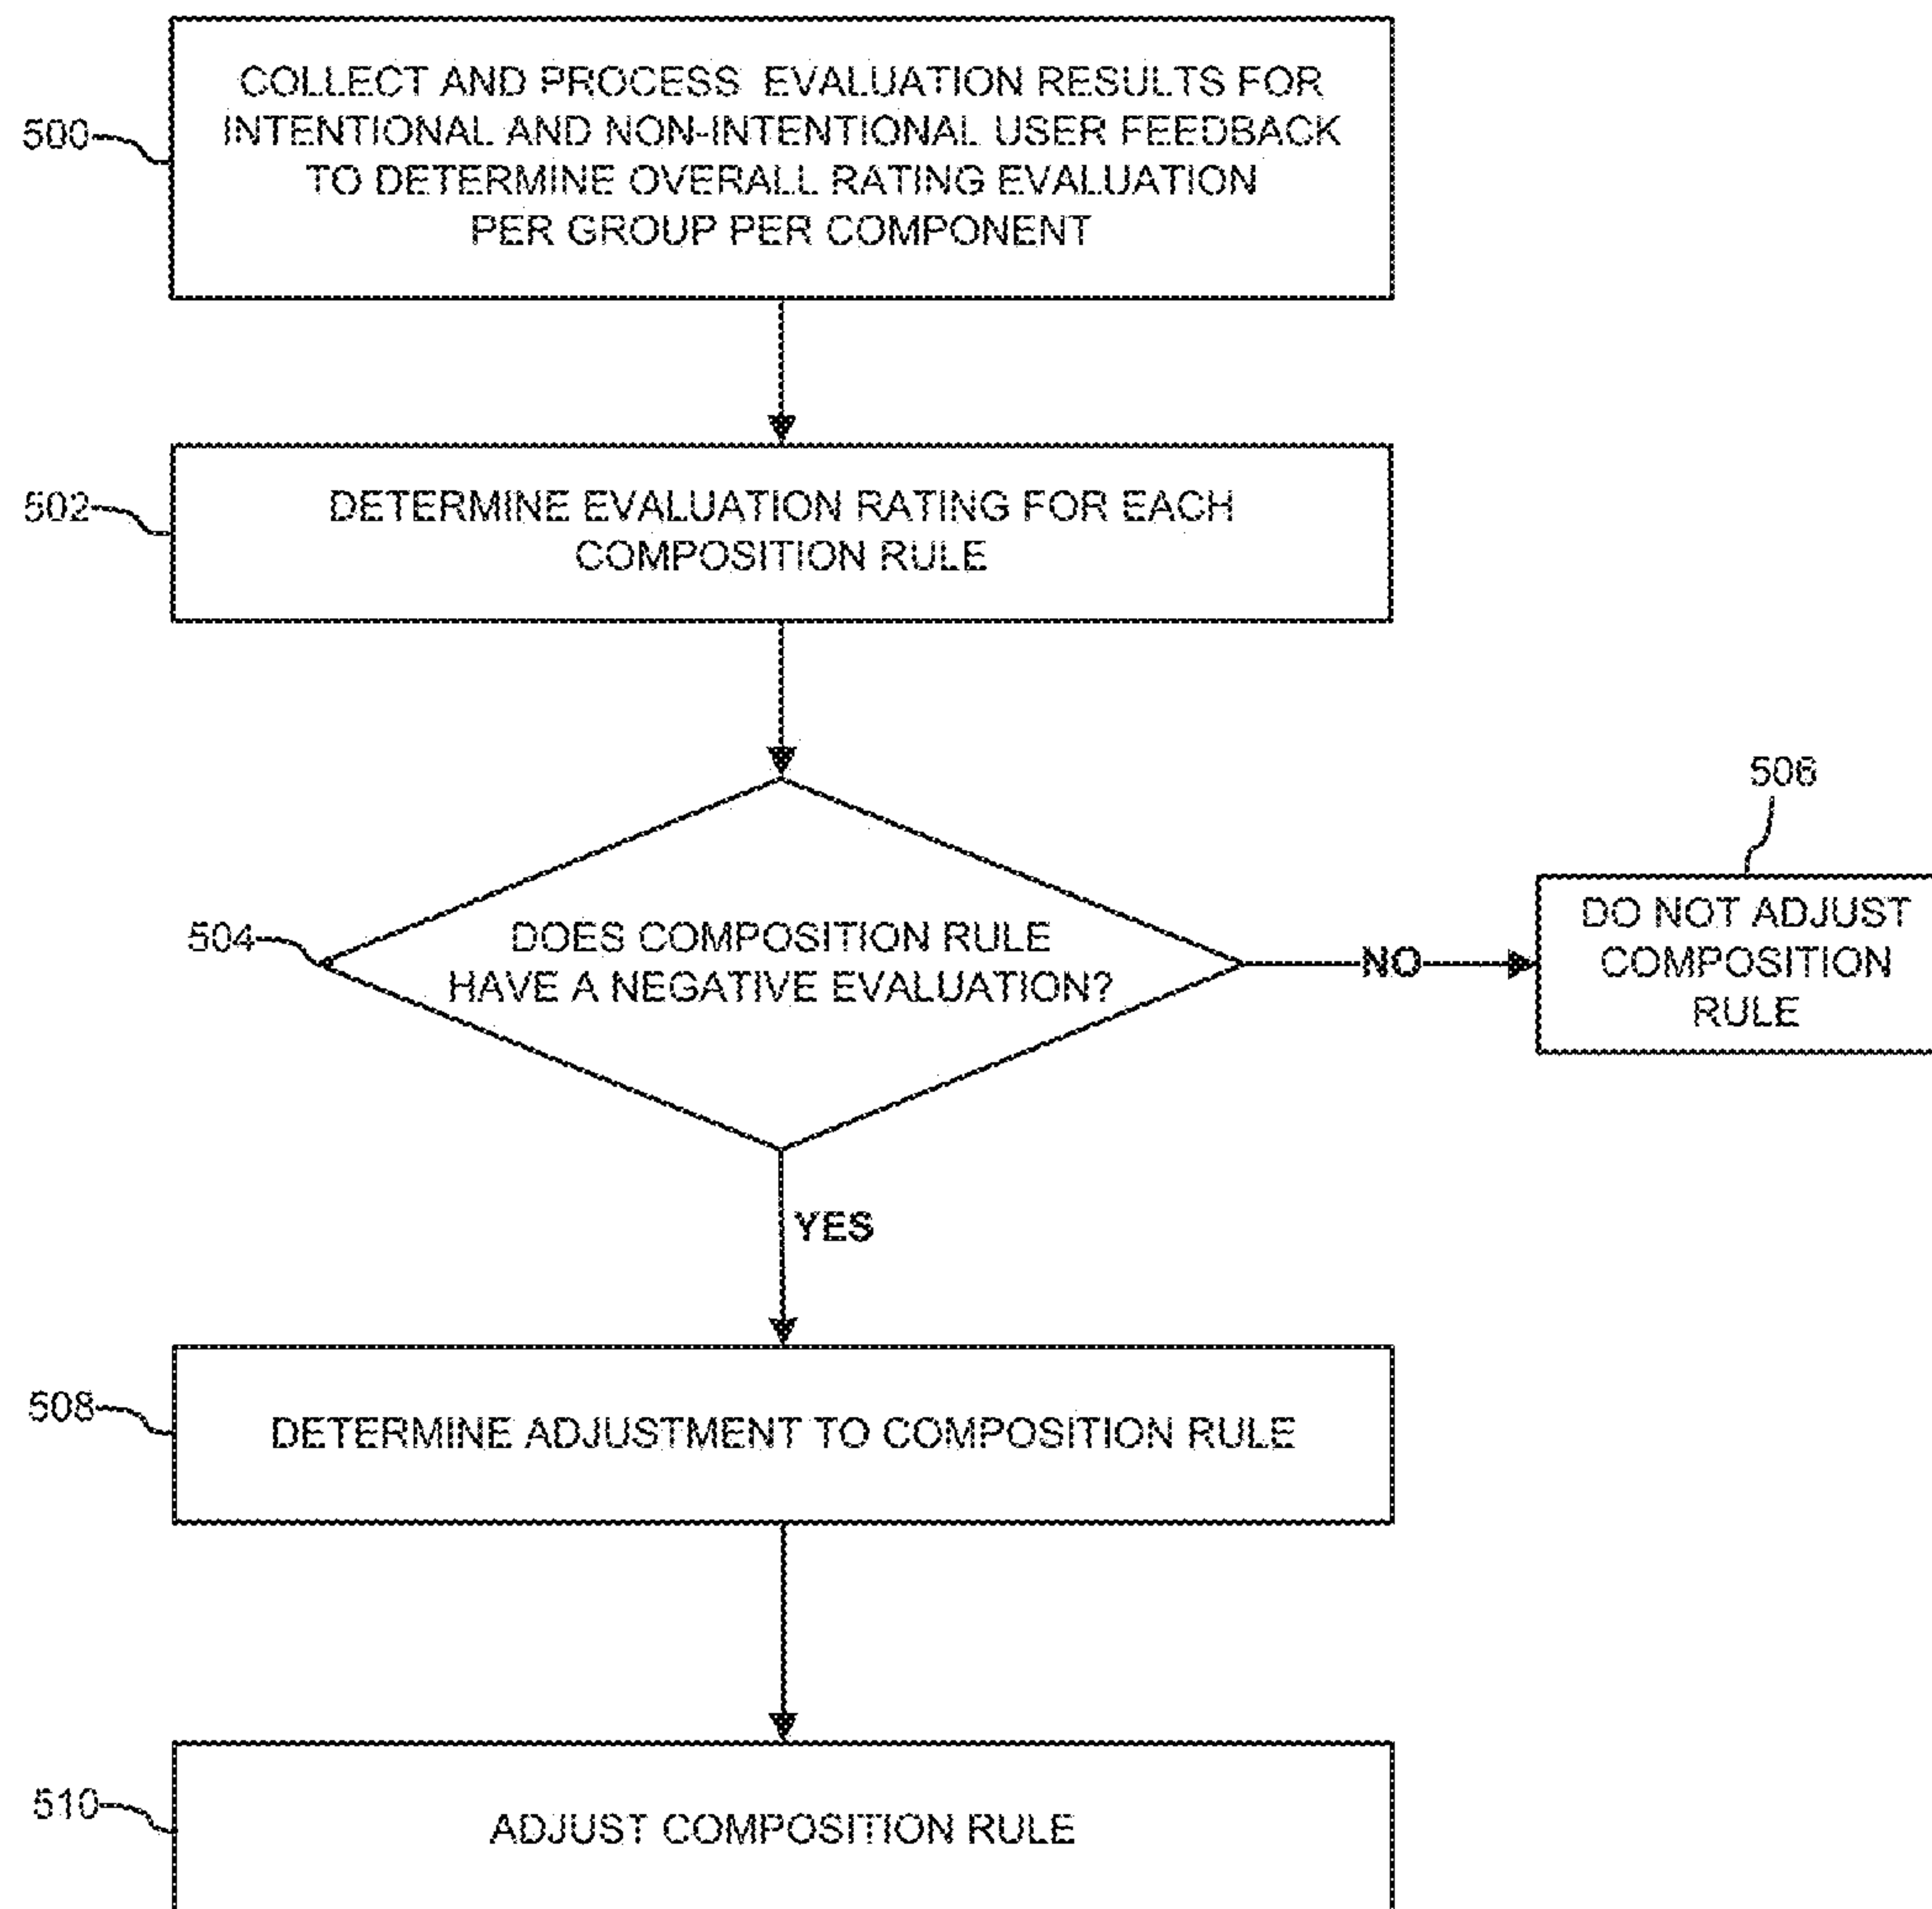 500
COLLECT AND PROCESS EVALUATION RESULTS FOR
INTENTIONAL AND NON-INTENTIONAL USER FEEDBACK
TO DETERMINE OVERALL RATING EVALUATION
PER GROUP PER COMPONENT
502
DETERMINE EVALUATION RATING FOR EACH
COMPOSITION RULE
504
DOES COMPOSITION RULE
HAVE A NEGATIVE EVALUATION?
NO
506
DO NOT ADJUST
COMPOSITION
RULE
YES
508
DETERMINE ADJUSTMENT TO COMPOSITION RULE
510
ADJUST COMPOSITION RULE